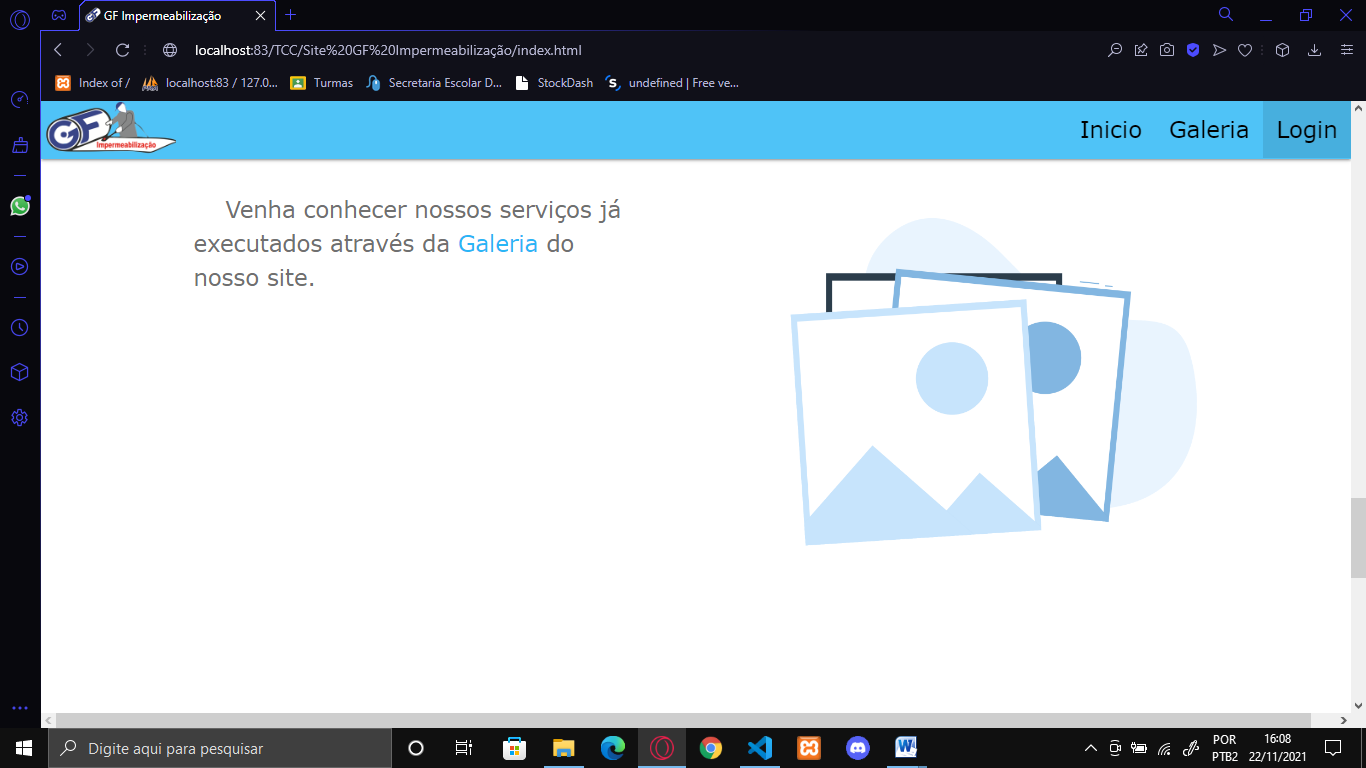 GF Impermeabilização
localhost:83/TCC/Site%20GF%20Impermeabilização/index.html
Index of /
localhost:83 / 127.0...
Turmas
Secretaria Escolar D...
StockDash
undefined | Free ve...
GF
Impermeabilização
Inicio
Galeria
Login
Venha conhecer nossos serviços já
executados através da Galeria do
nosso site.
Digite aqui para pesquisar
POR
PTB2
16:08
22/11/2021